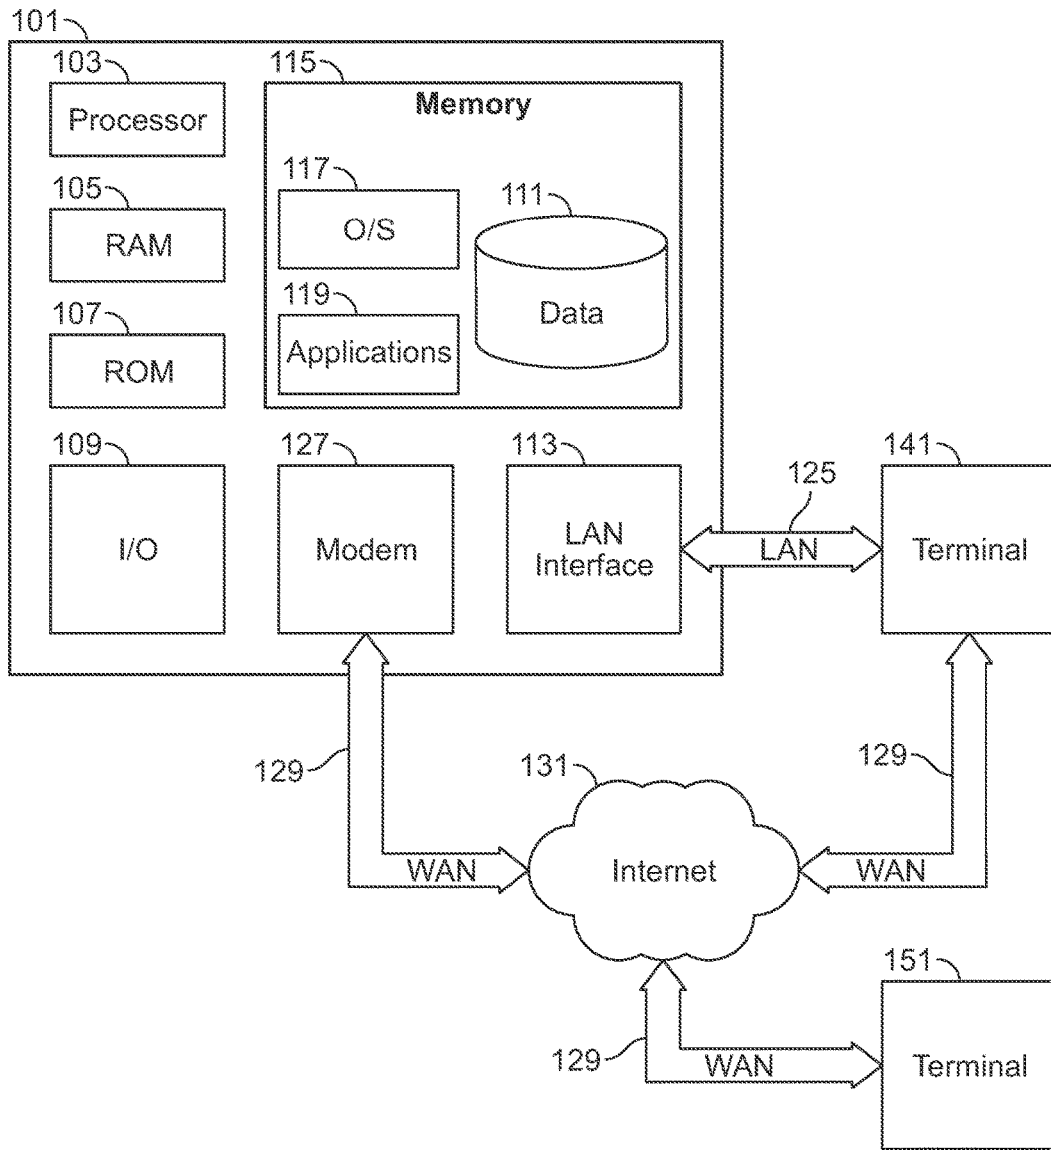 101
103
Processor
115
Memory
105
RAM
117
O/S
111
Data
107
ROM
119
Applications
109
I/O
127
Modem
113
LAN
Interface
125
LAN
141
Terminal
129
WAN
131
Internet
129
WAN
129
WAN
151
Terminal